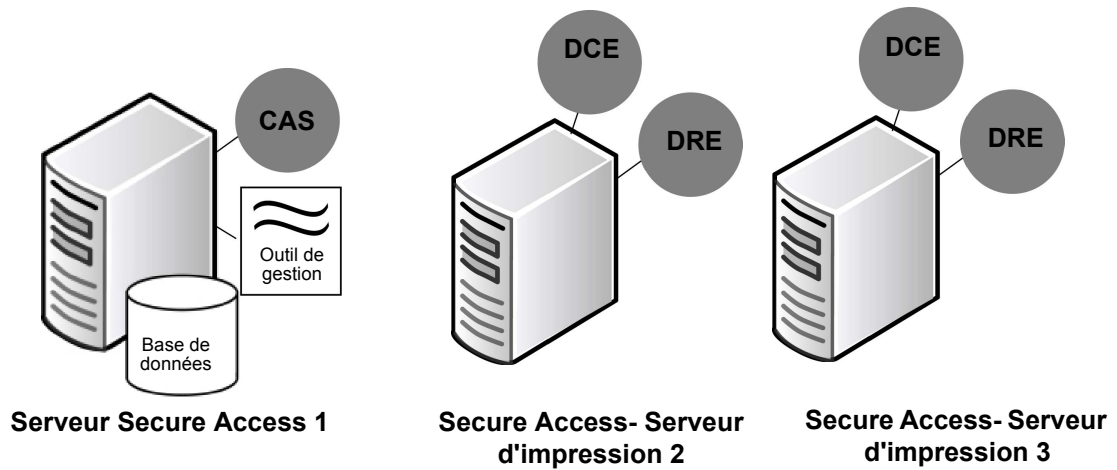 DCE
DCE
CAS
DRE
DRE
Outil de
gestion
Base de
données
Serveur Secure Access 1
Secure Access- Serveur
d'impression 2
Secure Access- Serveur
d'impression 3